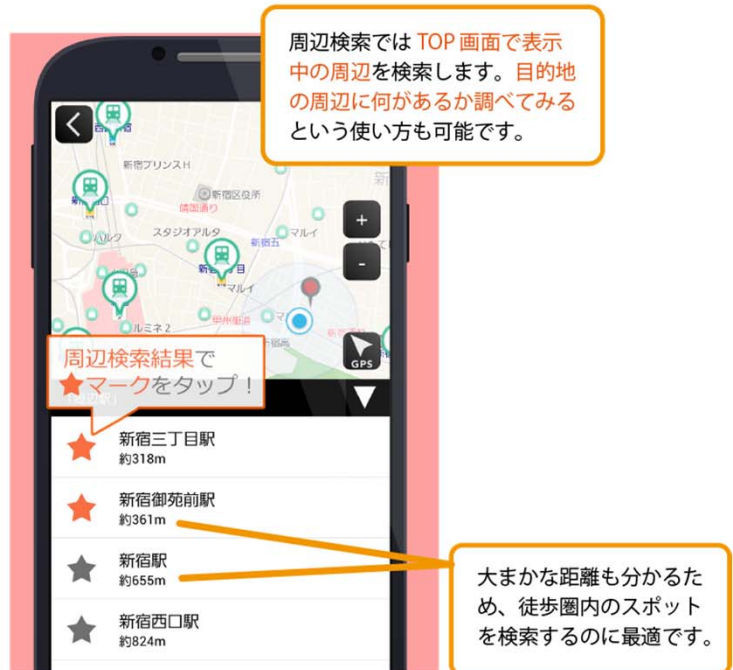 周辺検索では TOP 画面で表示
中の周辺を検索します。目的地
の周辺に何があるか調べてみる
という使い方も可能です。
新宿プリンスH
新宿区役所
靖国通り
ハルク
スタジオアルタ
新宿五
マルイ
+
-
マルイ
ルミネ２
甲州街道
GPS
周辺検索結果で
★マークをタップ！
新宿三丁目駅
約318m
新宿御苑前駅
約361m
新宿駅
約655m
新宿西口駅
約824m
大まかな距離も分かるた
め、徒歩圏内のスポット
を検索するのに最適です。